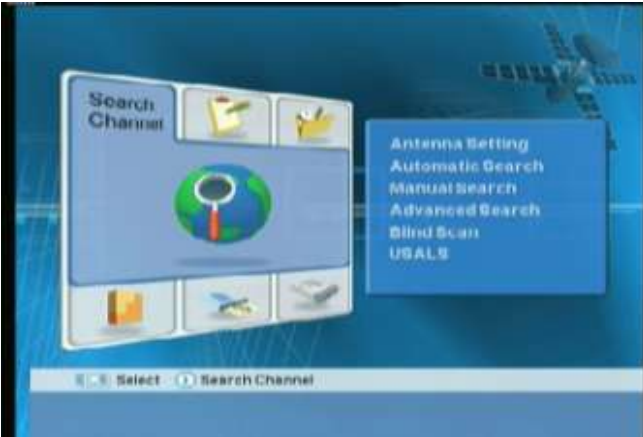 Search
Channel
Antenna Setting
Automatic Search
Manual Search
Advanced Search
Blind Scan
USALS
Select Search Channel